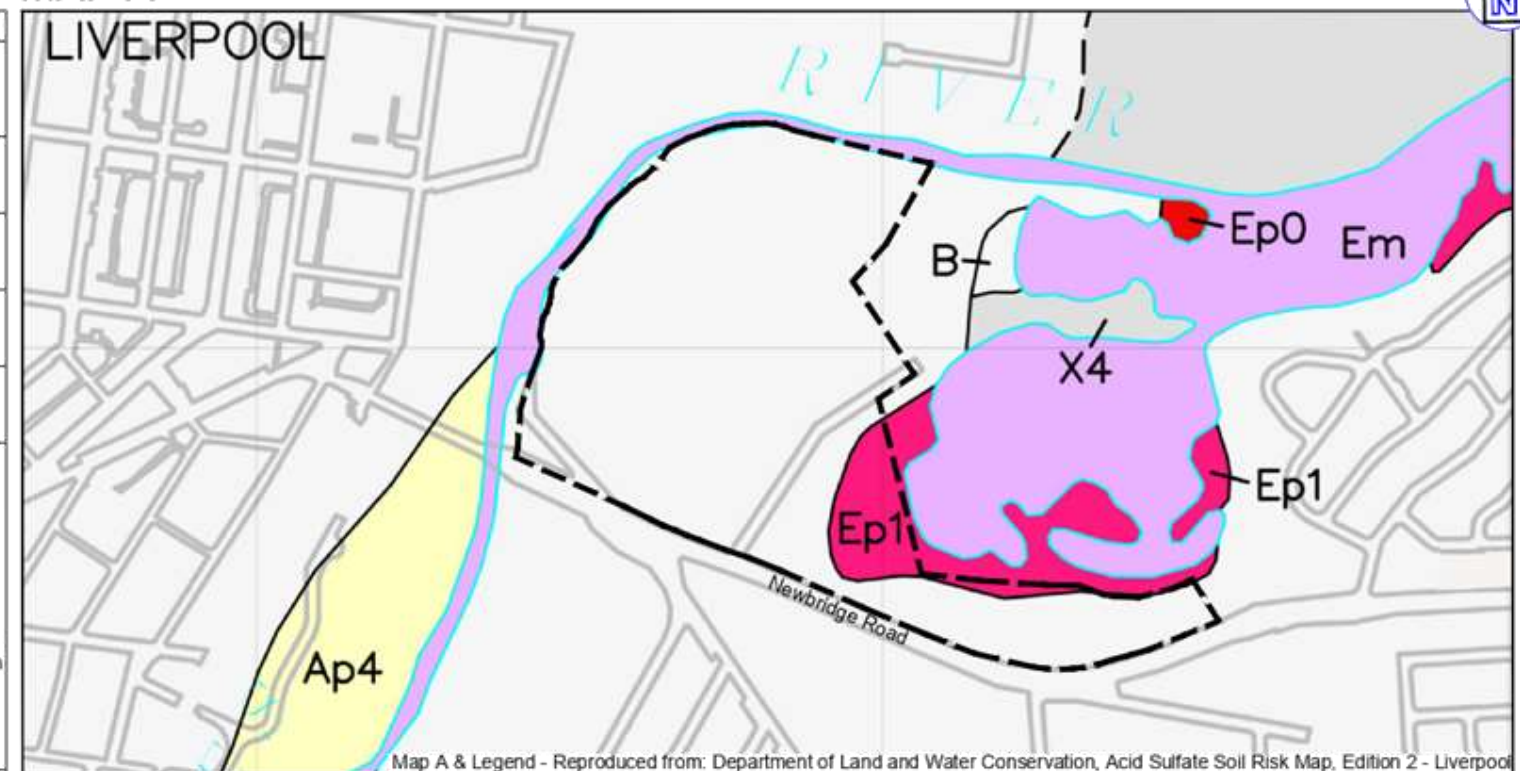 N
LIVERPOOL
RIVER
Ep0
B
Em
X4
Ep1
Ep1
Newbridge Road
Ap4
Map A & Legend - Reproduced from: Department of Land and Water Conservation, Acid Sulfate Soil Risk Map, Edition 2 - Liverpool